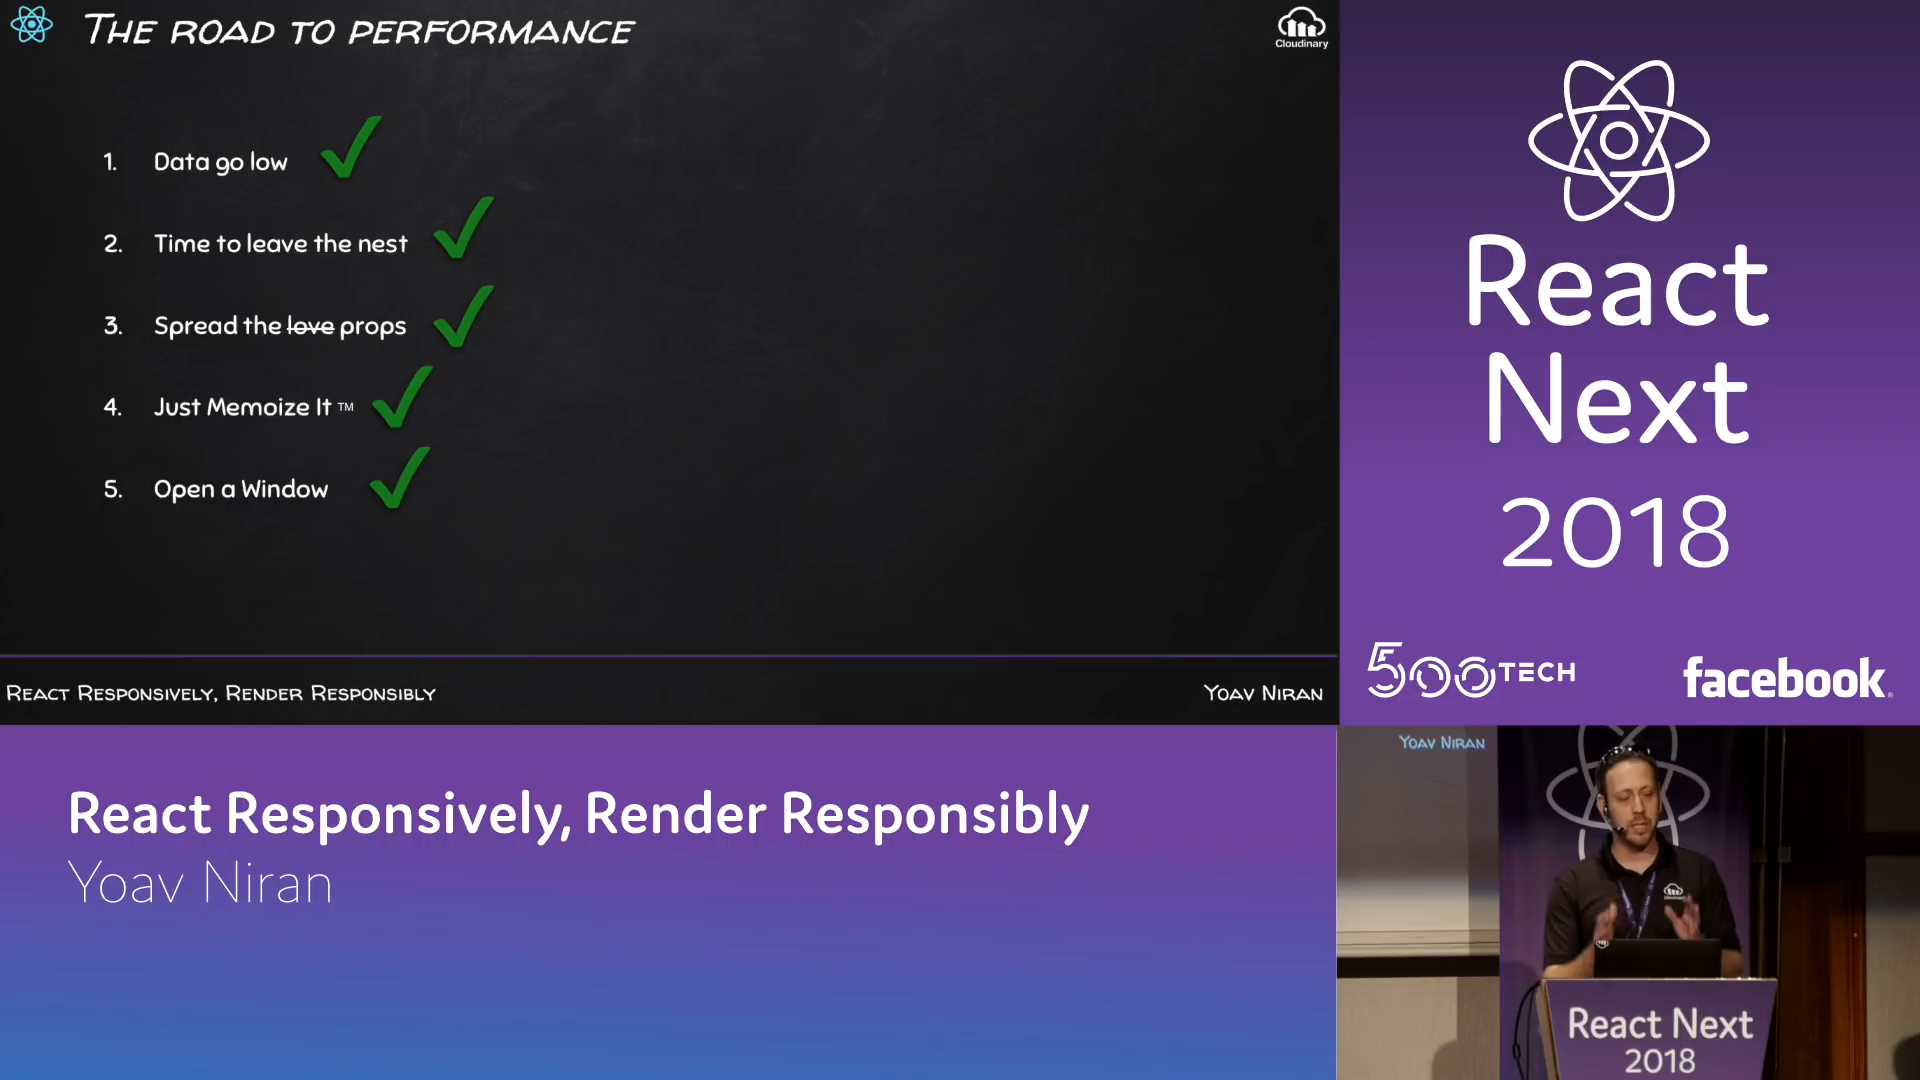 THE ROAD TO PERFORMANCE
Cloudinary
1. Data go low
2. Time to leave the nest
3. Spread the love props
4. Just Memoize It ™
5. Open a Window
REACT RESPONSIVELY, RENDER RESPONSIBLY
YOAV NIRAN
React
Next
2018
500TECH
facebook
React Responsively, Render Responsibly
Yoav Niran
YOAV NIRAN
Cloudinary
React Next
2018